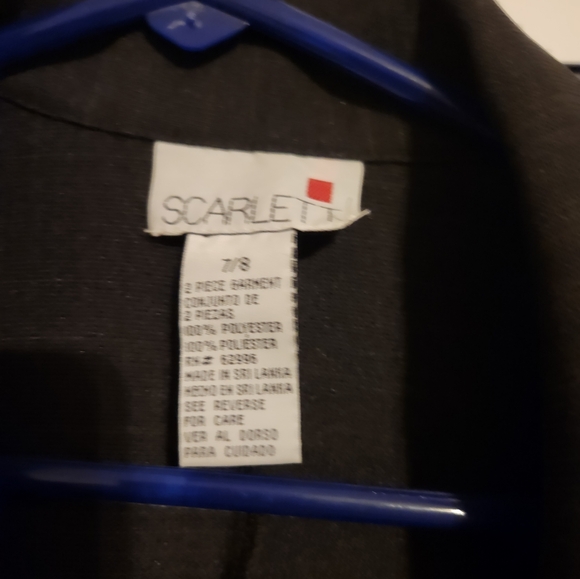 SCARLETT
7/8
2 PIECE GARMENT
CONJUNTO DE
2 PIEZAS
100% POLYESTER
100% POLIÉSTER
RN# 62996
MADE IN SRI LANKA
HECHO EN SRI LANKA
SEE REVERSE
FOR CARE
VER AL DORSO
PARA CUIDADO